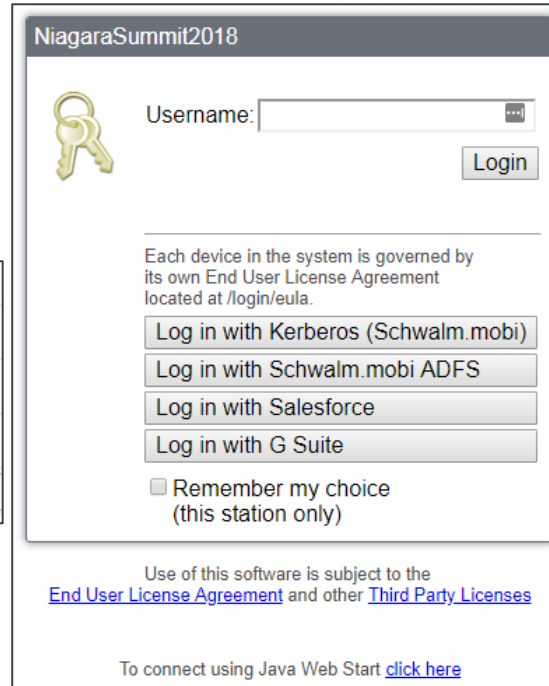 NiagaraSummit2018
Username:
Login
Each device in the system is governed by
its own End User License Agreement
located at /login/eula.
Log in with Kerberos (Schwalm.mobi)
Log in with Schwalm.mobi ADFS
Log in with Salesforce
Log in with G Suite
Remember my choice
(this station only)
Use of this software is subject to the
End User License Agreement and other Third Party Licenses
To connect using Java Web Start click here